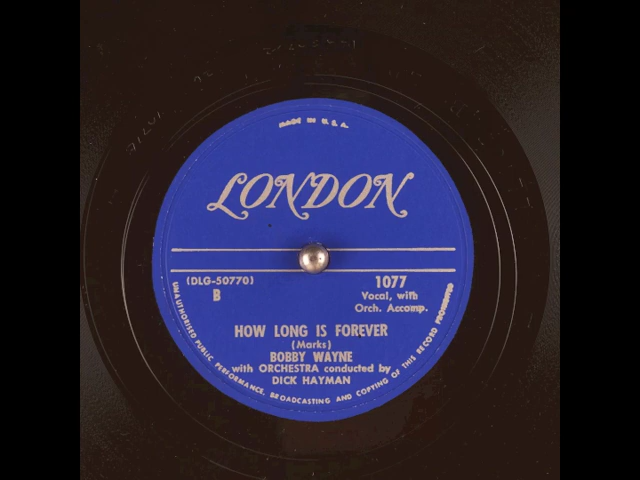 MADE IN U.S.A.
LONDON
(DLG-50770)
B
1077
Vocal, with
Orch. Accomp.
HOW LONG IS FOREVER
(Marks)
BOBBY WAYNE
with ORCHESTRA conducted by
DICK HAYMAN
UNAUTHORISED PUBLIC PERFORMANCE, BROADCASTING AND COPYING OF THIS RECORD PROHIBITED